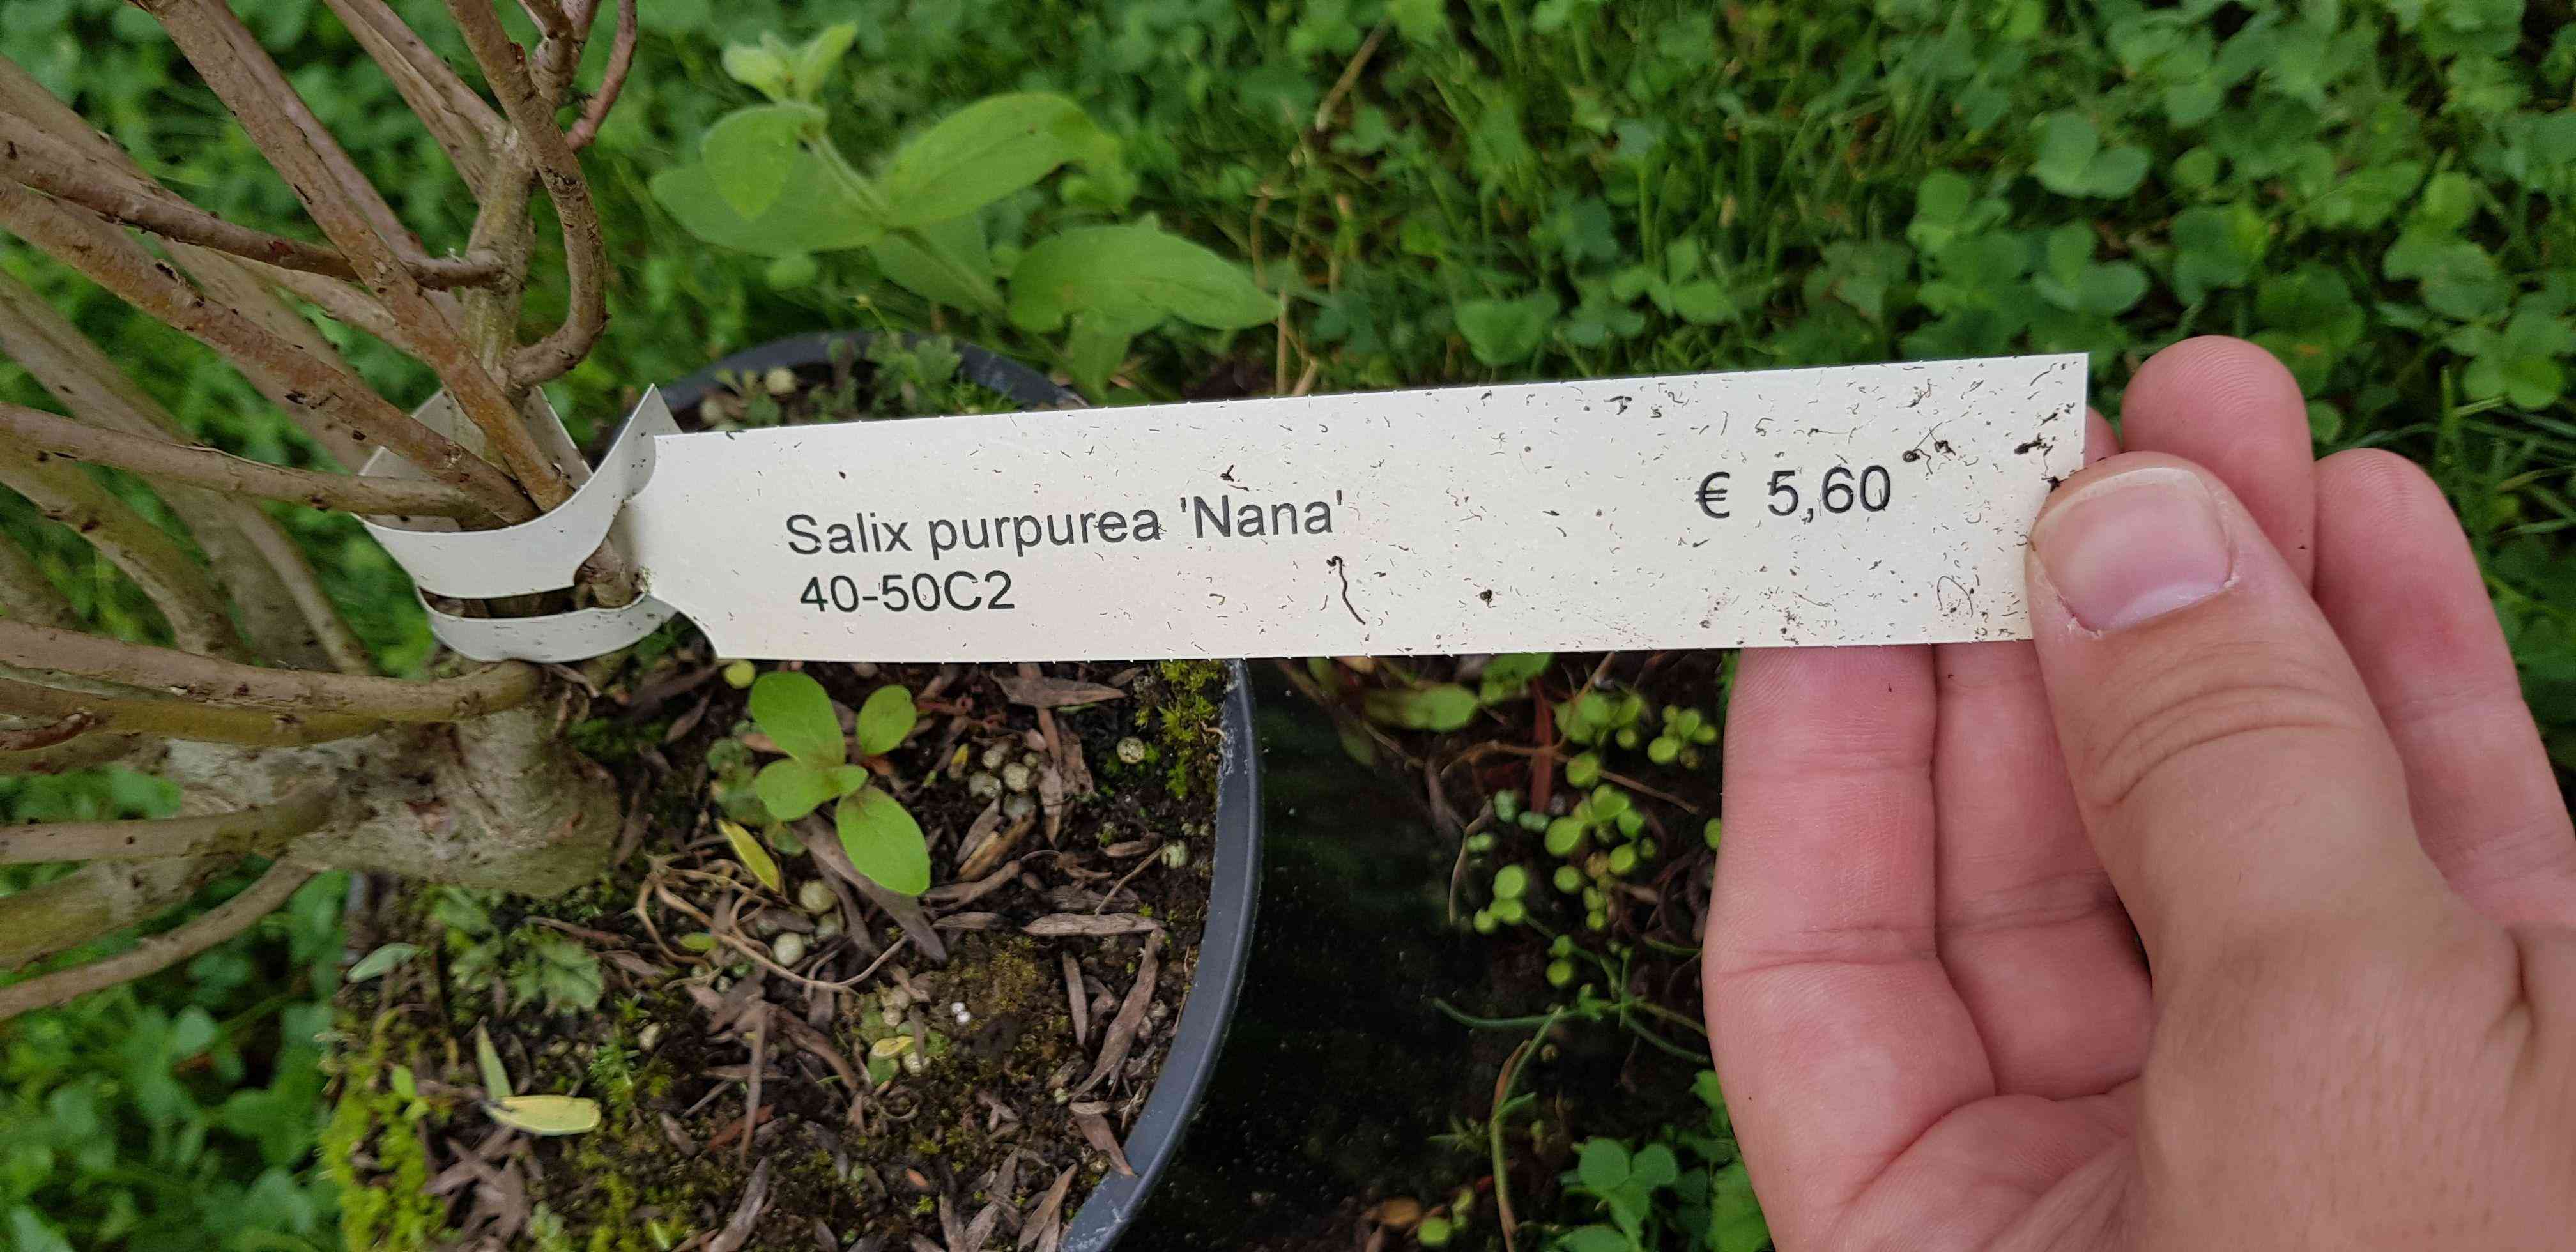 Salix purpurea 'Nana' € 5,60
40-50C2